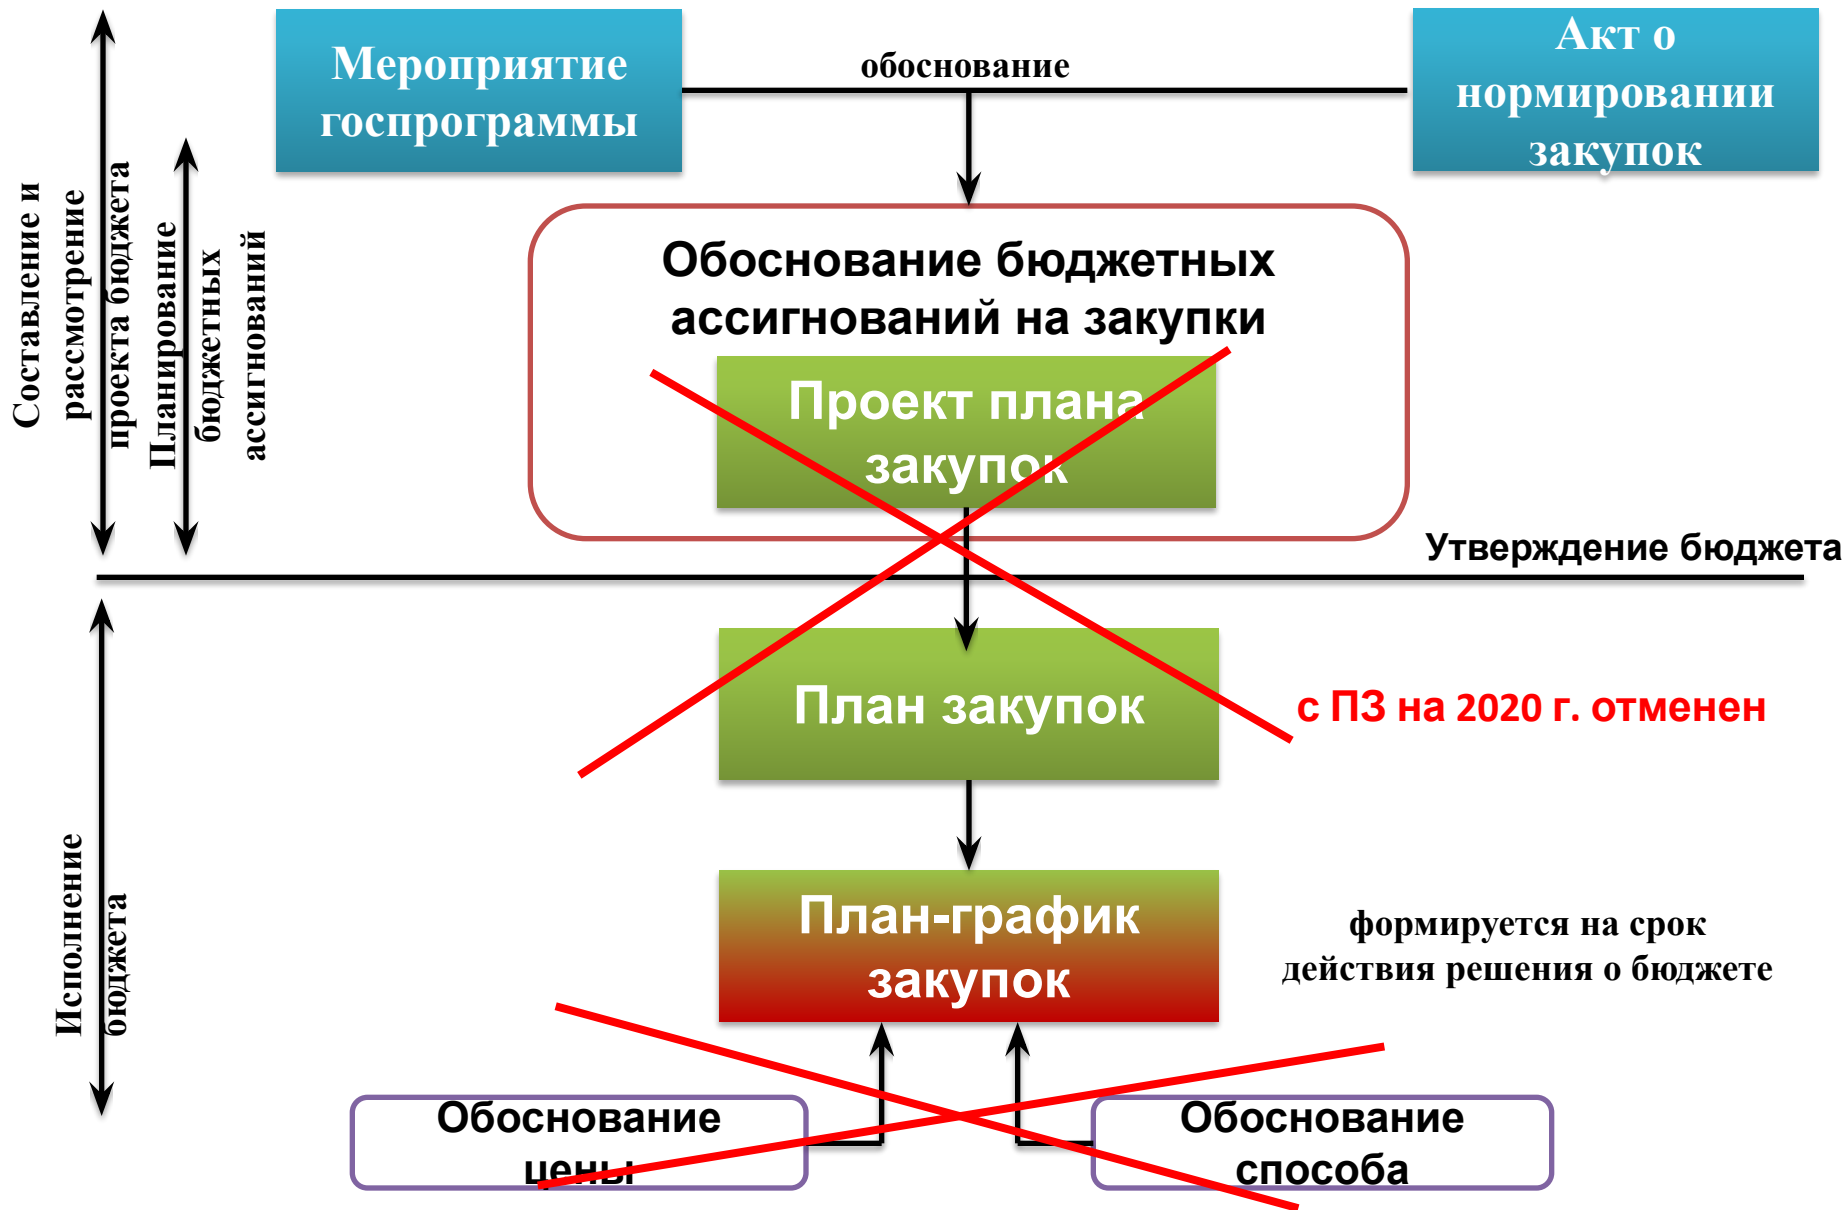 Мероприятие
госпрограммы
обоснование
Акт о
нормировании
закупок
Составление и
рассмотрение
проекта бюджета
Планирование
бюджетных
ассигнований
Обоснование бюджетных
ассигнований на закупки
Проект плана
закупок
Утверждение бюджета
План закупок
с ПЗ на 2020 г. отменен
Исполнение
бюджета
План-график
закупок
формируется на срок
действия решения о бюджете
Обоснование
цены
Обоснование
способа